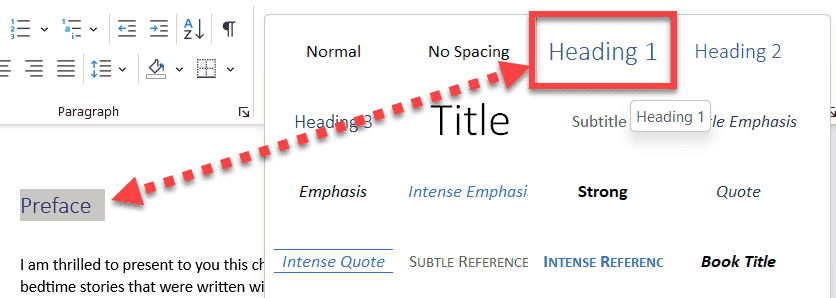 Normal No Spacing Heading 1 Heading 2
Heading 3 Title Subtitle le Emphasis
Heading 1
Paragraph
Emphasis Intense Emphasi Strong Quote
Preface
Intense Quote SUBTLE REFERENCE INTENSE REFERENC Book Title
I am thrilled to present to you this ch
bedtime stories that were written wi